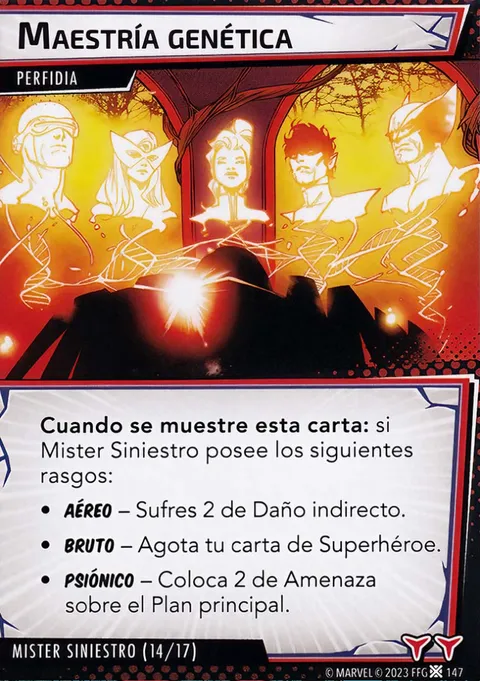 MAESTRÍA GENÉTICA
PERFIDIA
Cuando se muestre esta carta: si
Mister Siniestro posee los siguientes
rasgos:
• AÉREO – Sufres 2 de Daño indirecto.
• BRUTO – Agota tu carta de Superhéroe.
• PSIÓNICO – Coloca 2 de Amenaza
sobre el Plan principal.
MISTER SINIESTRO (14/17)
© MARVEL © 2023 FFG 147